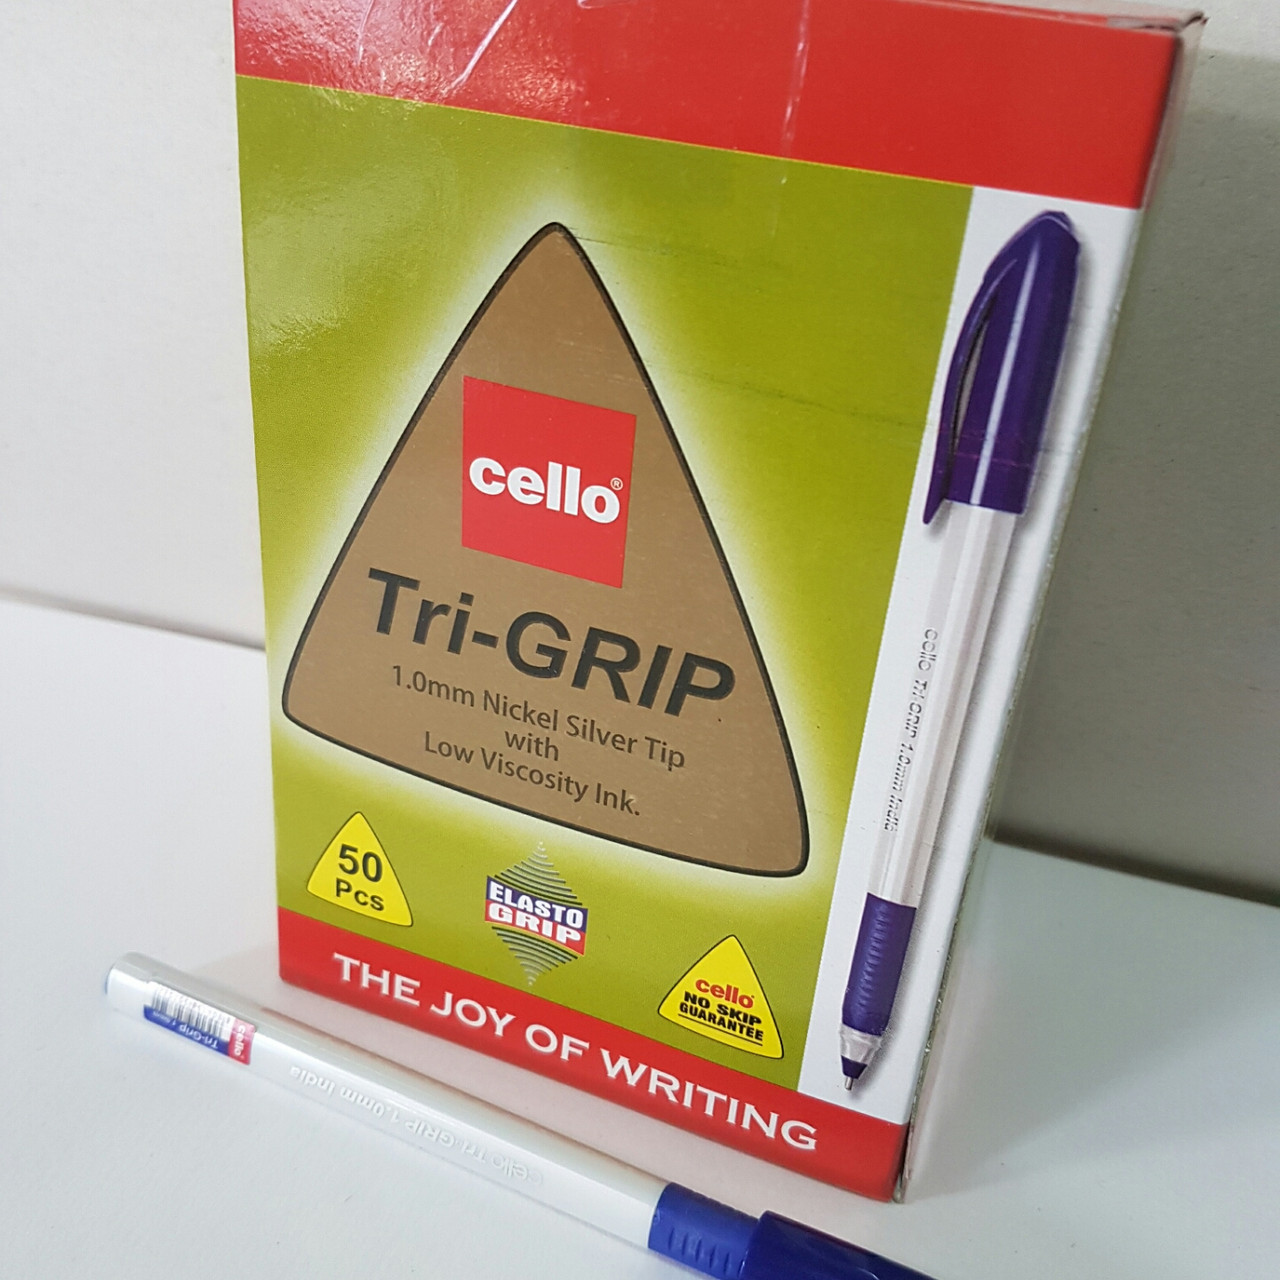 cello®
Tri-GRIP
1.0mm Nickel Silver Tip
with
Low Viscosity Ink.
50
Pcs
ELASTO
GRIP
cello
NO SKIP
GUARANTEE
THE JOY OF WRITING
cello Tri-GRIP 1.0mm India
cello
Tri-Grip
cello Tri-GRIP 1.0mm India